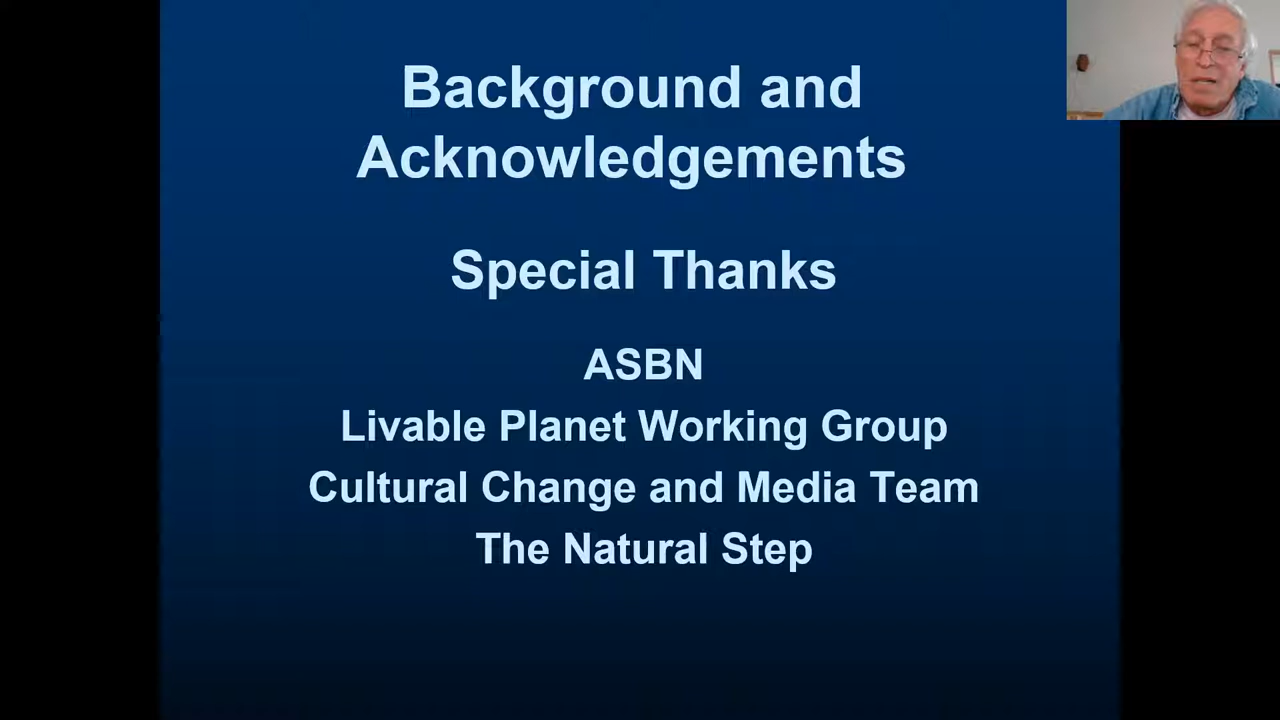 Background and
Acknowledgements
Special Thanks
ASBN
Livable Planet Working Group
Cultural Change and Media Team
The Natural Step